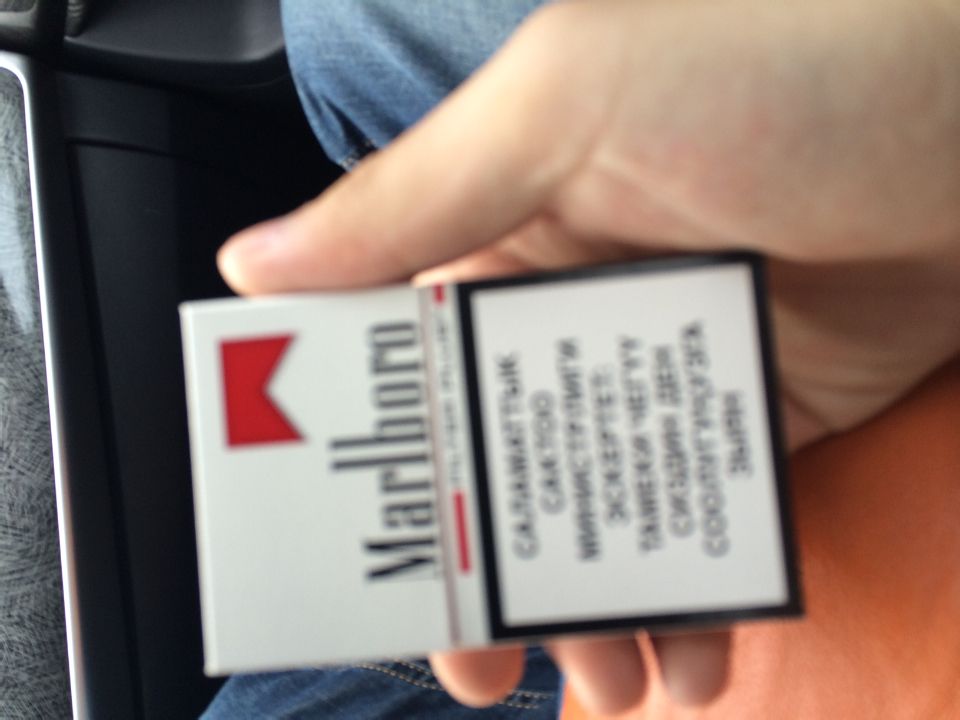 Marlboro
САЛАМАТТЫК
САКТОО
МИНИСТРЛИГИ
ЭСКЕРТЕТ:
ТАМЕКИ ЧЕГҮҮ
СИЗДИН ДЕН
СООЛУГУҢУЗГА
ЗЫЯН